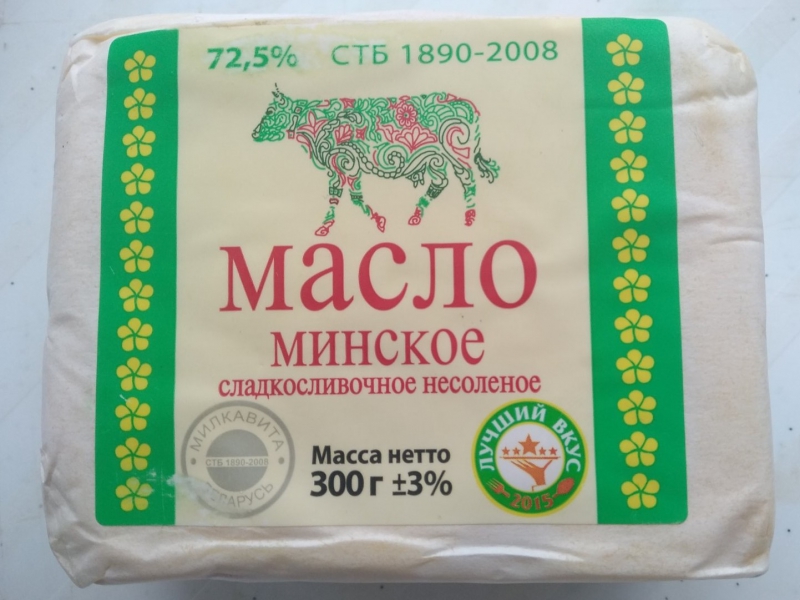 72,5% СТБ 1890-2008
масло
минское
сладкосливочное несоленое
МИЛКАВИТА
СТБ 1890-2008
Масса нетто
300 г ±3%
ЛУЧШИЙ ВКУС
2015